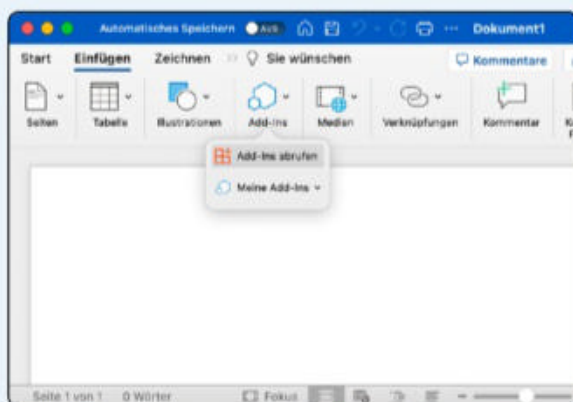 Automatisches Speichern AUS ... Dokument1
Start Einfügen Zeichnen Sie wünschen Kommentare
Seiten Tabelle Illustrationen Add-Ins Medien Verknüpfungen Kommentar
Add-Ins abrufen
Meine Add-Ins
Seite 1 von 1 0 Wörter Fokus